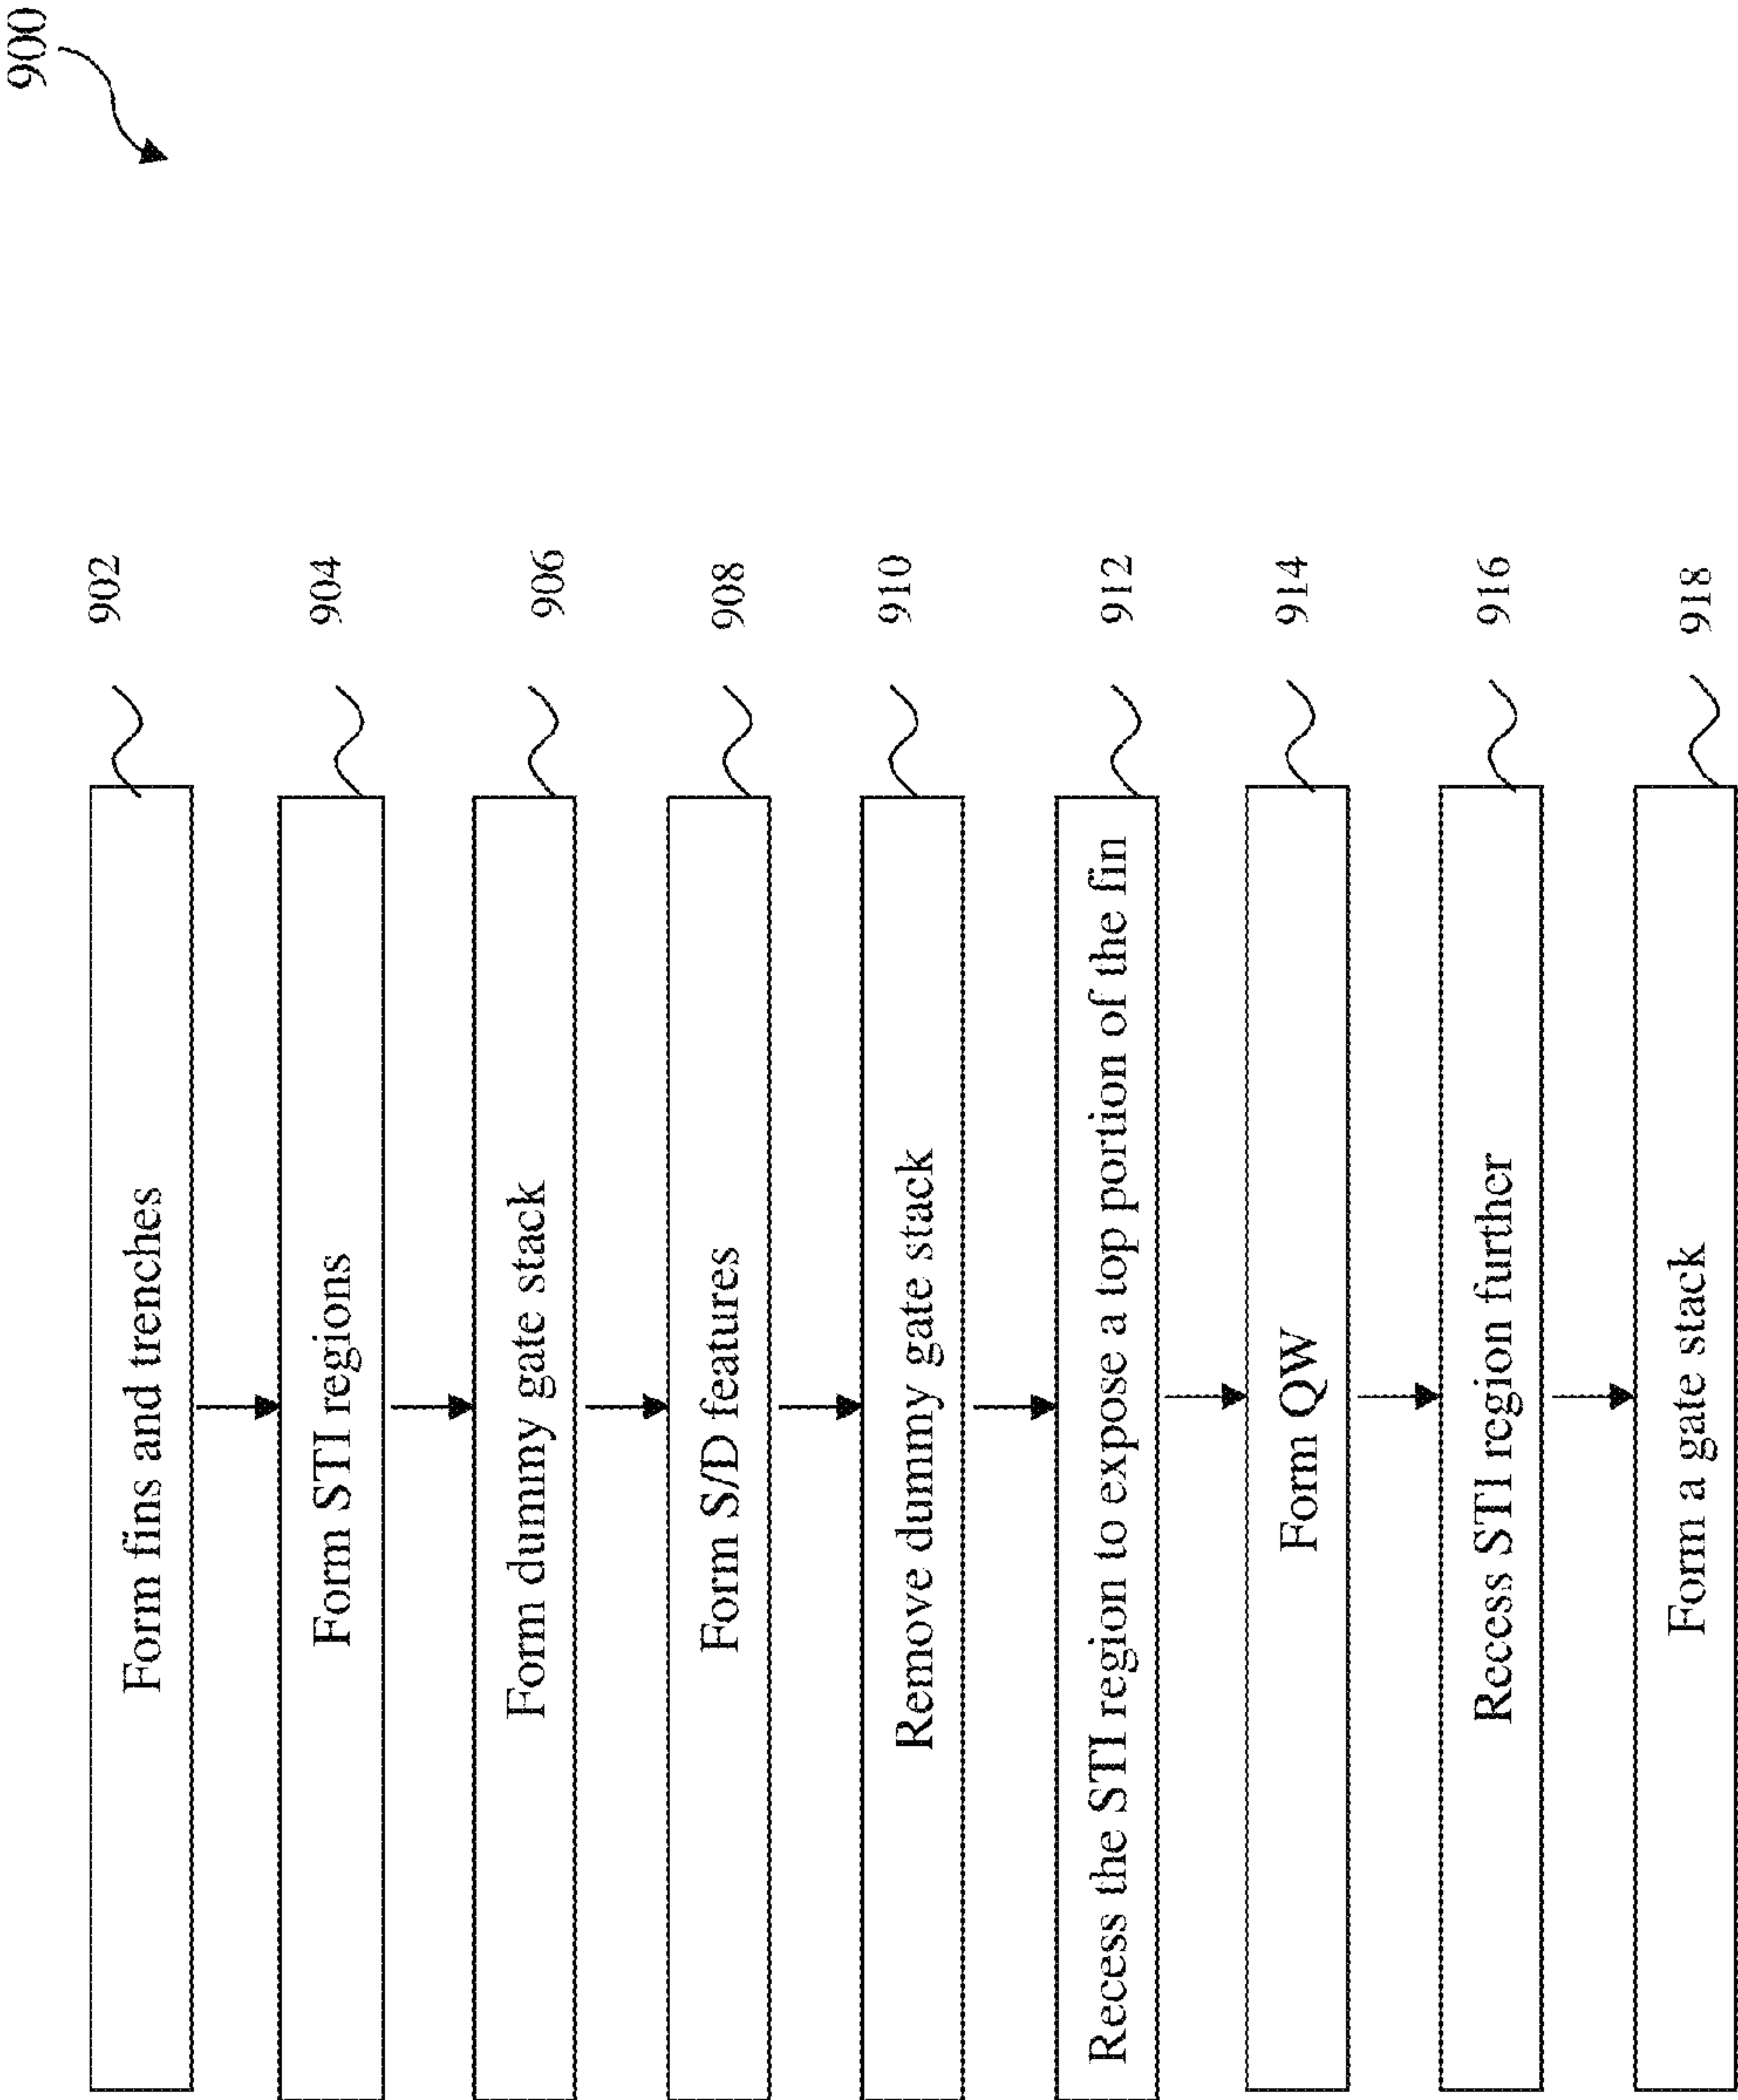 900
Form fins and trenches
902
Form STI regions
904
Form dummy gate stack
906
Form S/D features
908
Remove dummy gate stack
910
Recess the STI region to expose a top portion of the fin
912
Form QW
914
Recess STI region further
916
Form a gate stack
918